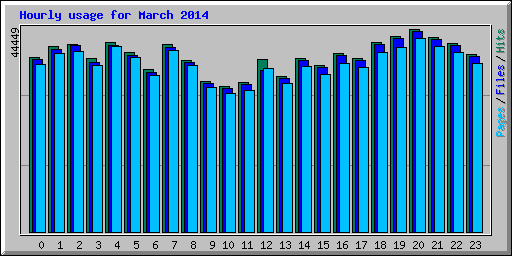 Hourly usage for March 2014
44449
Pages/Files/Hits
0 1 2 3 4 5 6 7 8 9 10 11 12 13 14 15 16 17 18 19 20 21 22 23